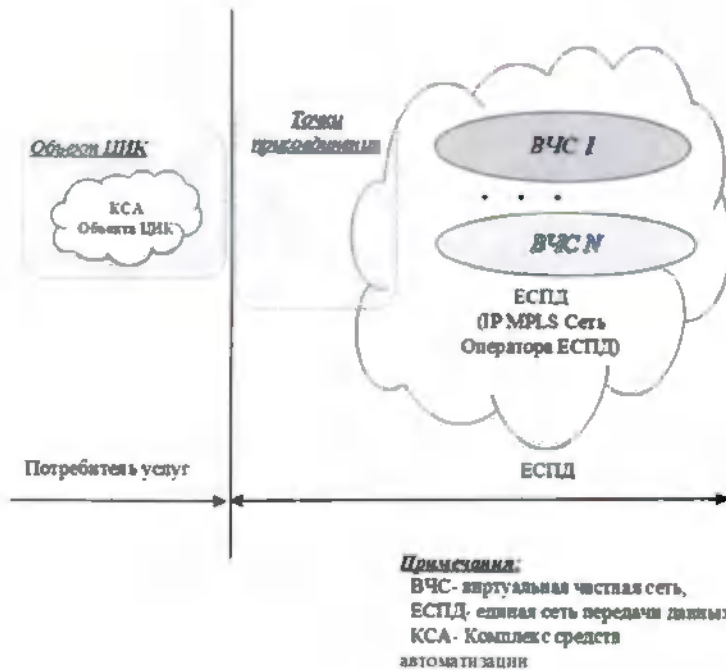 Объект ЦИК
КСА
Объекта ЦИК
Точки
присоединения
ВЧС 1
. . .
ВЧС N
ЕСПД
(IP MPLS Сеть
Оператора ЕСПД)
Потребитель услуг
ЕСПД
Примечания:
ВЧС- виртуальная частная сеть,
ЕСПД- единая сеть передачи данных
КСА- Комплекс средств
автоматизации